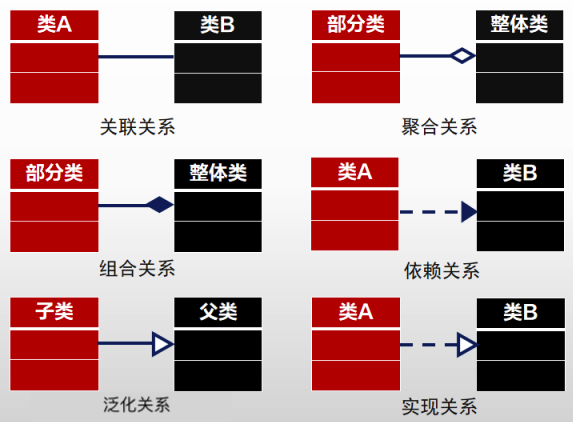 类A 类B 部分类 整体类
关联关系 聚合关系
部分类 整体类 类A 类B
组合关系 依赖关系
子类 父类 类A 类B
泛化关系 实现关系